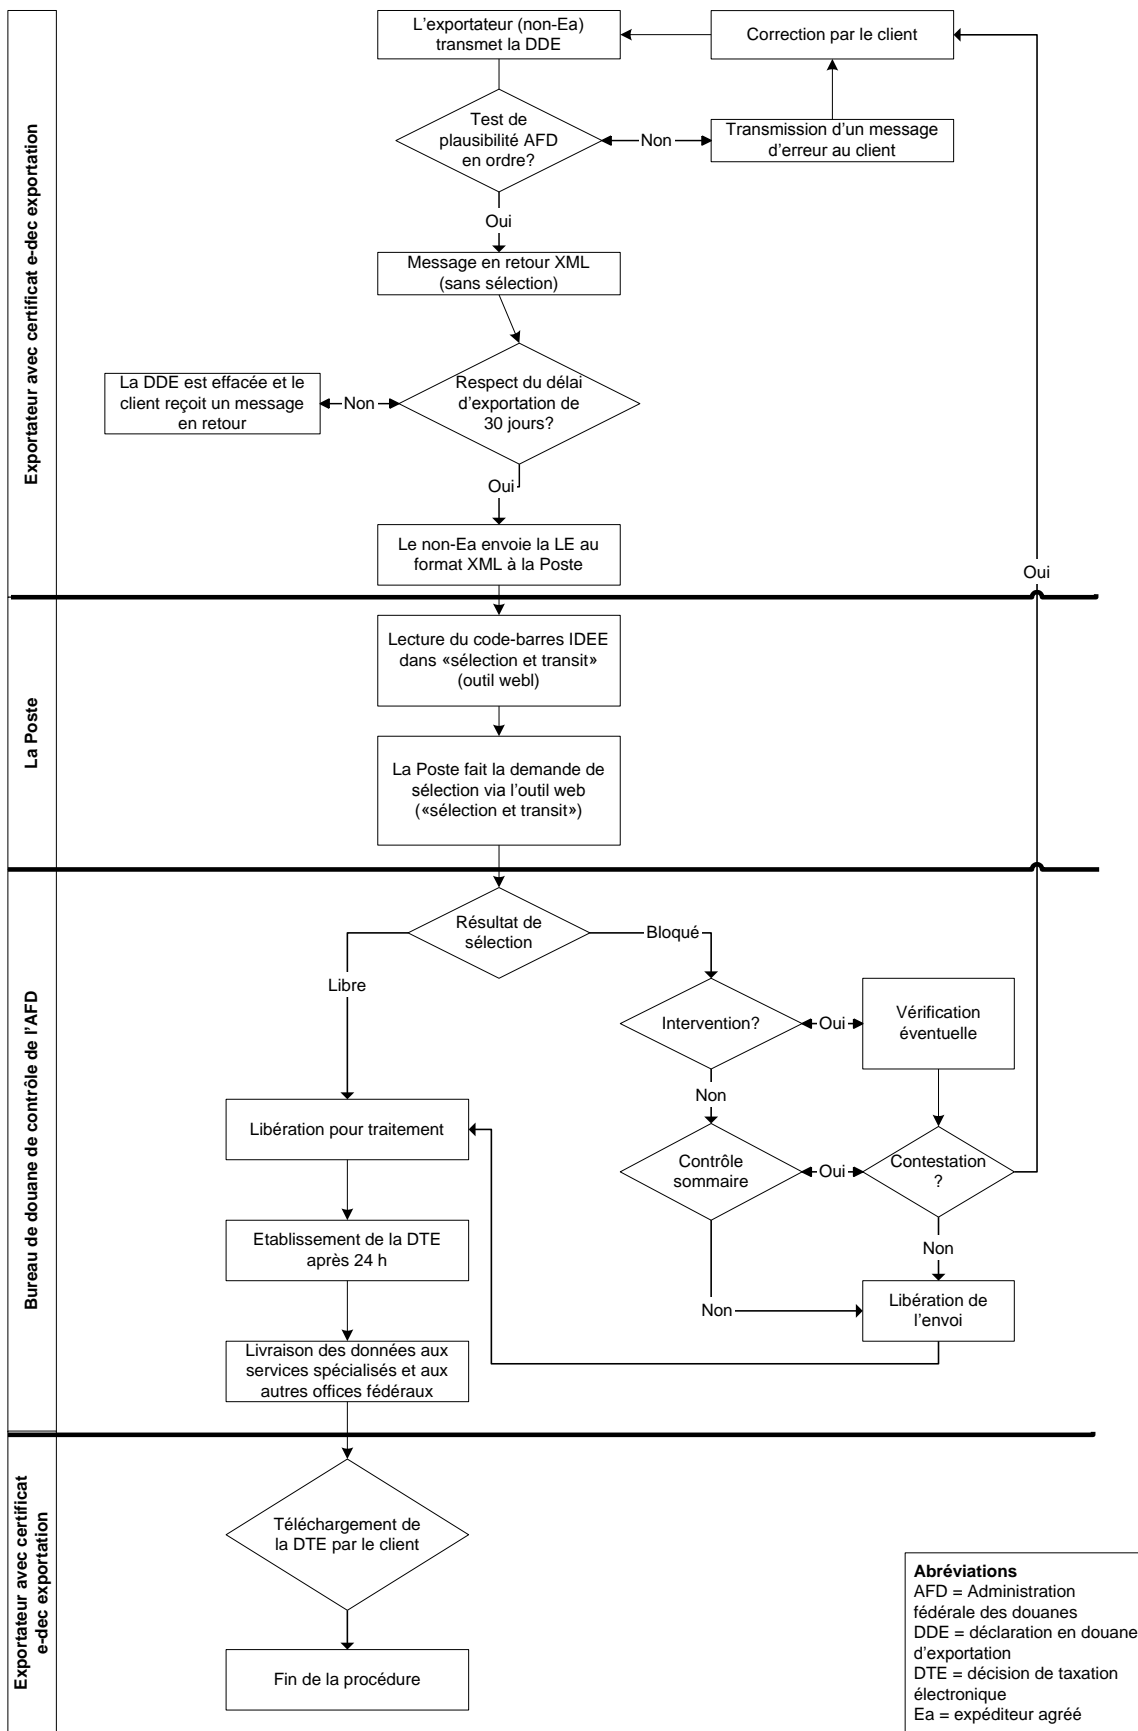 Exportateur avec certificat e-dec exportation
L'exportateur (non-Ea)
transmet la DDE
Correction par le client
Test de
plausibilité AFD
en ordre?
Non
Transmission d'un message
d'erreur au client
Oui
Message en retour XML
(sans sélection)
Respect du délai
d'exportation de
30 jours?
Non
La DDE est effacée et le
client reçoit un message
en retour
Oui
Le non-Ea envoie la LE au
format XML à la Poste
Oui
La Poste
Lecture du code-barres IDEE
dans «sélection et transit»
(outil webl)
La Poste fait la demande de
sélection via l'outil web
(«sélection et transit»)
Bureau de douane de contrôle de l'AFD
Résultat de
sélection
Bloqué
Libre
Intervention?
Oui
Vérification
éventuelle
Non
Libération pour traitement
Contrôle
sommaire
Oui
Contestation
?
Etablissement de la DTE
après 24 h
Non
Non
Libération de
l'envoi
Livraison des données aux
services spécialisés et aux
autres offices fédéraux
Exportateur avec certificat
e-dec exportation
Téléchargement de
la DTE par le client
Fin de la procédure
Abréviations
AFD = Administration
fédérale des douanes
DDE = déclaration en douane
d'exportation
DTE = décision de taxation
électronique
Ea = expéditeur agréé